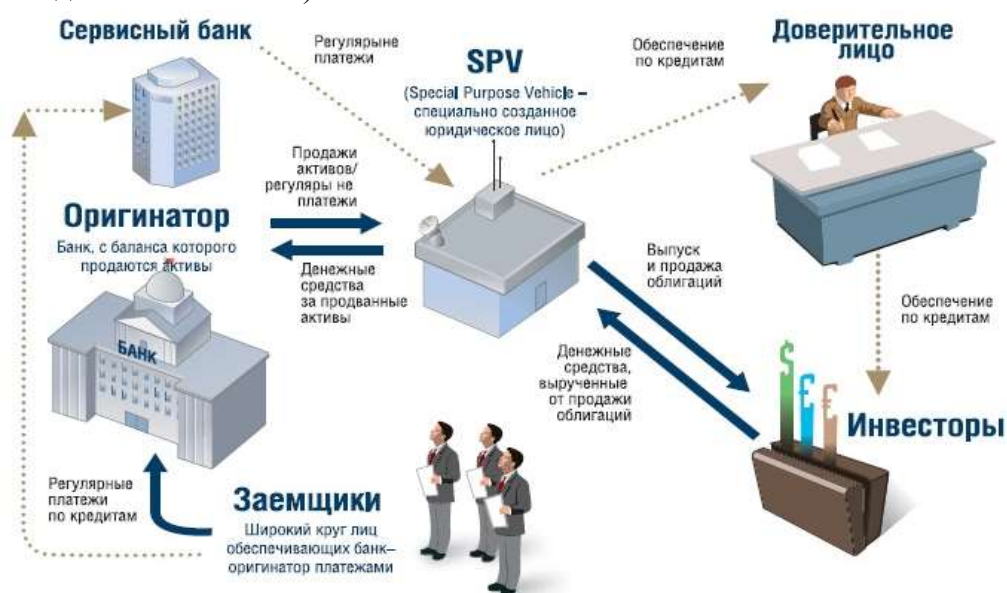 Сервисный банк
Регулярыне
платежи
SPV
(Special Purpose Vehicle –
специально созданное
юридическое лицо)
Обеспечение
по кредитам
Доверительное
лицо
Продажи
активов/
регуляры не
платежи
Оригинатор
Банк, с баланса которого
продаются активы
Денежные
средства
за продванные
активы
БАНК
Выпуск
и продажа
облигаций
Обеспечение
по кредитам
Денежные
средства,
вырученные
от продажи
облигаций
$
£
€
Инвесторы
Регулярные
платежи
по кредитам
Заемщики
Широкий круг лиц
обеспечивающих банк–
оригинатор платежами